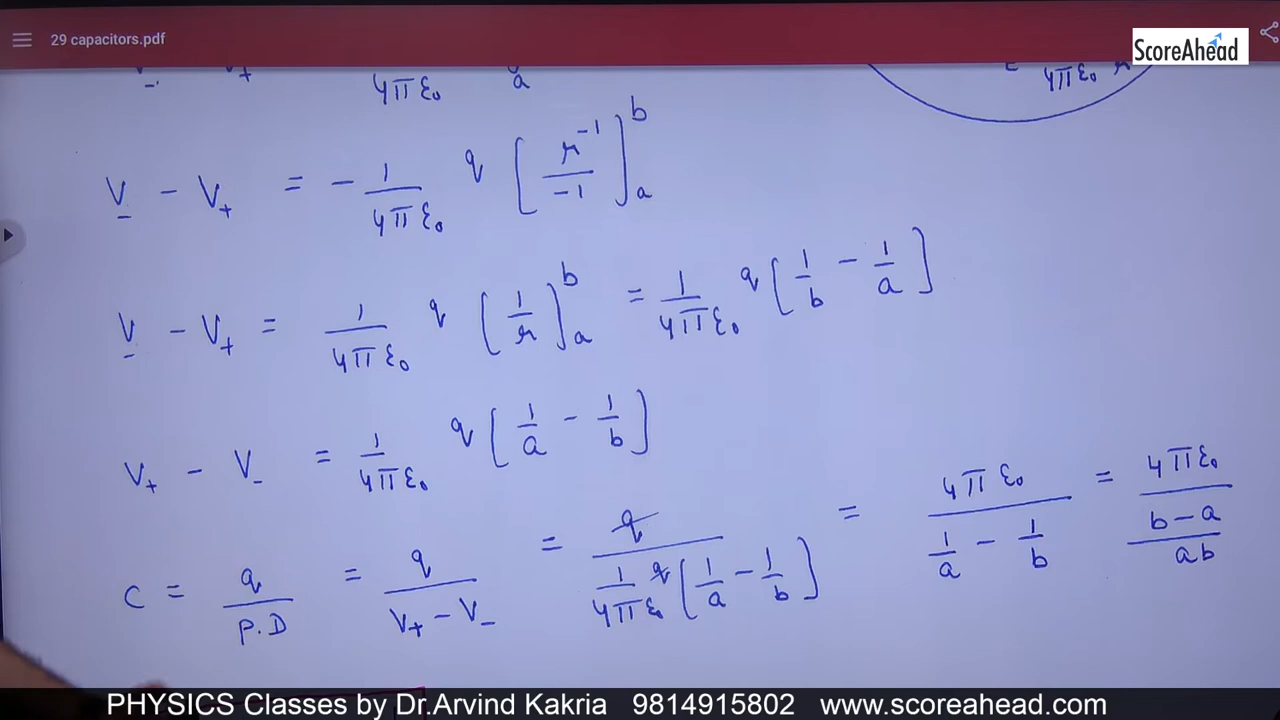 29 capacitors.pdf
ScoreAhead
4πε₀ a
4πε₀
V₋ − V₊ = − 1/4πε₀ q [r⁻¹/−1]ₐᵇ
V₋ − V₊ = 1/4πε₀ q [1/r]ₐᵇ = 1/4πε₀ q [1/b − 1/a]
V₊ − V₋ = 1/4πε₀ q [1/a − 1/b]
C = q/P.D = q/V₊ − V₋ = q/(1/4πε₀ q [1/a − 1/b]) = 4πε₀/(1/a − 1/b) = 4πε₀/(b−a/ab)
PHYSICS Classes by Dr.Arvind Kakria 9814915802 www.scoreahead.com